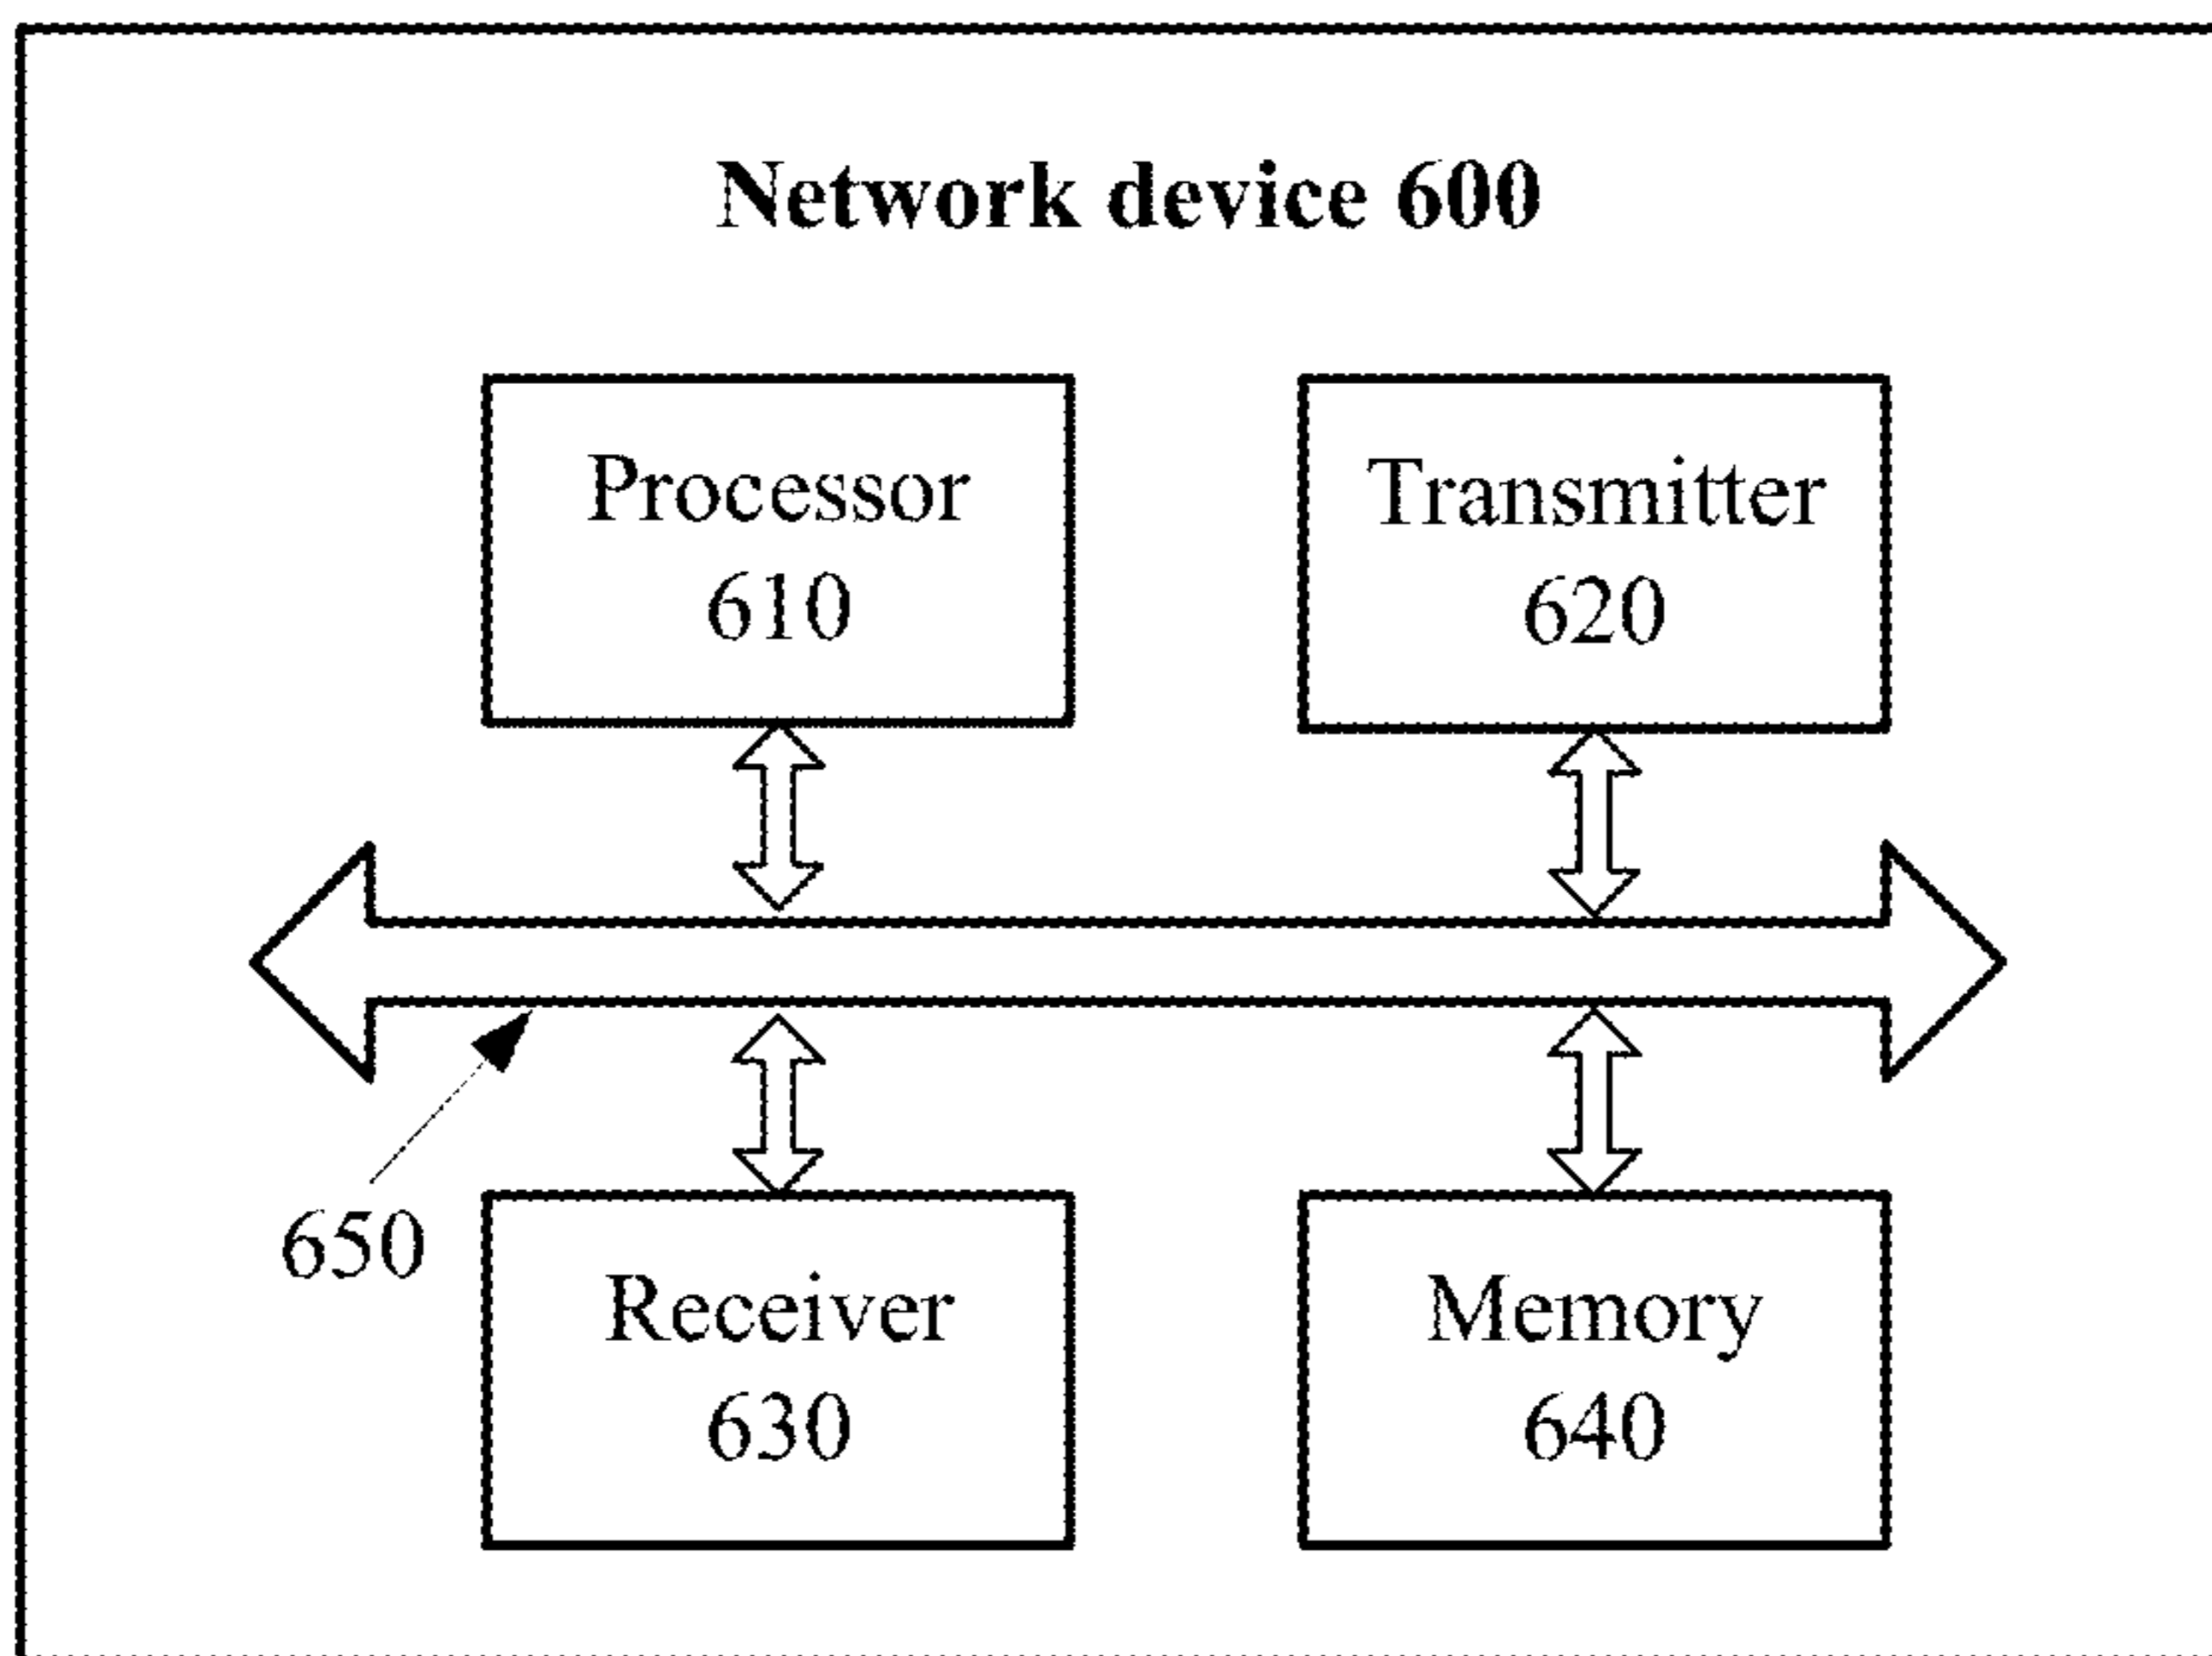 Network device 600
Processor
610
Transmitter
620
650
Receiver
630
Memory
640